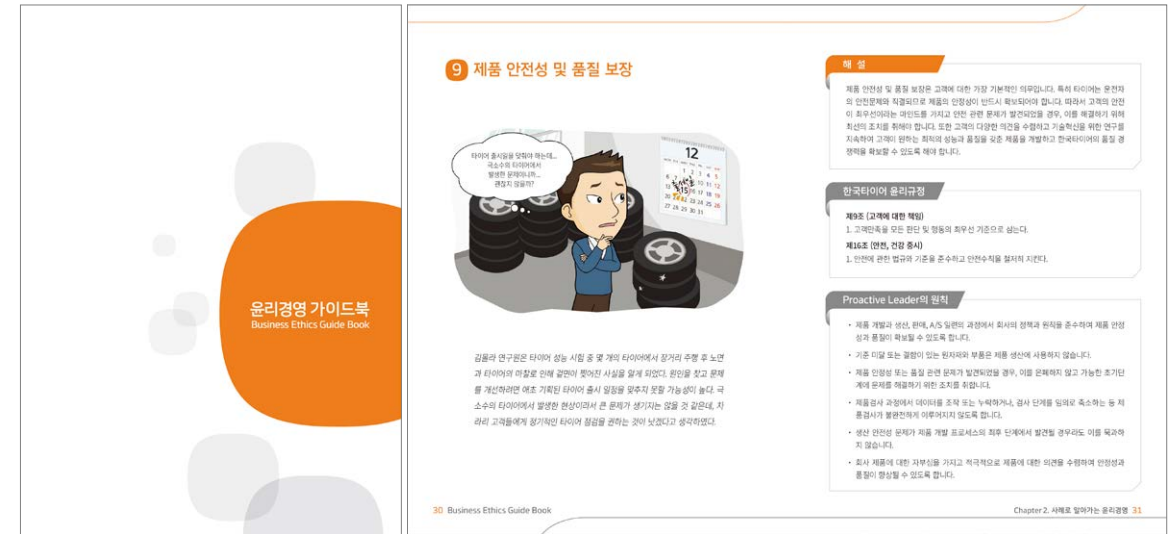 윤리경영 가이드북
Business Ethics Guide Book
9 제품 안전성 및 품질 보장
타이어 출시일을 맞춰야 하는데...
극소수의 타이어에서
발생한 문제이니까...
괜찮지 않을까?
12
1 2 3 4 5
10 11 12
15 16 17 18 19
20 22 23 24 25 26
27 28 29 30 31
김몰라 연구원은 타이어 성능 시험 중 몇 개의 타이어에서 장거리 주행 후 노면
과 타이어의 마찰로 인해 겉면이 찢어진 사실을 알게 되었다. 원인을 찾고 문제
를 개선하려면 애초 기획된 타이어 출시 일정을 맞추지 못할 가능성이 높다. 극
소수의 타이어에서 발생한 현상이라서 큰 문제가 생기지는 않을 것 같은데, 차
라리 고객들에게 정기적인 타이어 점검을 권하는 것이 낫겠다고 생각하였다.
30 Business Ethics Guide Book
해 설
제품 안전성 및 품질 보장은 고객에 대한 가장 기본적인 의무입니다. 특히 타이어는 운전자
의 안전문제와 직결되므로 제품의 안정성이 반드시 확보되어야 합니다. 따라서 고객의 안전
이 최우선이라는 마인드를 가지고 안전 관련 문제가 발견되었을 경우, 이를 해결하기 위해
최선의 조치를 취해야 합니다. 또한 고객의 다양한 의견을 수렴하고 기술혁신을 위한 연구를
지속하여 고객이 원하는 최적의 성능과 품질을 갖춘 제품을 개발하고 한국타이어의 품질 경
쟁력을 확보할 수 있도록 해야 합니다.
한국타이어 윤리규정
제9조 (고객에 대한 책임)
1. 고객만족을 모든 판단 및 행동의 최우선 기준으로 삼는다.
제16조 (안전, 건강 중시)
1. 안전에 관한 법규와 기준을 준수하고 안전수칙을 철저히 지킨다.
Proactive Leader의 원칙
• 제품 개발과 생산, 판매, A/S 일련의 과정에서 회사의 정책과 원칙을 준수하여 제품 안정
성과 품질이 확보될 수 있도록 합니다.
• 기준 미달 또는 결함이 있는 원자재와 부품은 제품 생산에 사용하지 않습니다.
• 제품 안정성 또는 품질 관련 문제가 발견되었을 경우, 이를 은폐하지 않고 가능한 초기단
계에 문제를 해결하기 위한 조치를 취합니다.
• 제품검사 과정에서 데이터를 조작 또는 누락하거나, 검사 단계를 임의로 축소하는 등 제
품검사가 불완전하게 이루어지지 않도록 합니다.
• 생산 안전성 문제가 제품 개발 프로세스의 최후 단계에서 발견될 경우라도 이를 묵과하
지 않습니다.
• 회사 제품에 대한 자부심을 가지고 적극적으로 제품에 대한 의견을 수렴하여 안정성과
품질이 향상될 수 있도록 합니다.
Chapter 2. 사례로 알아가는 윤리경영 31